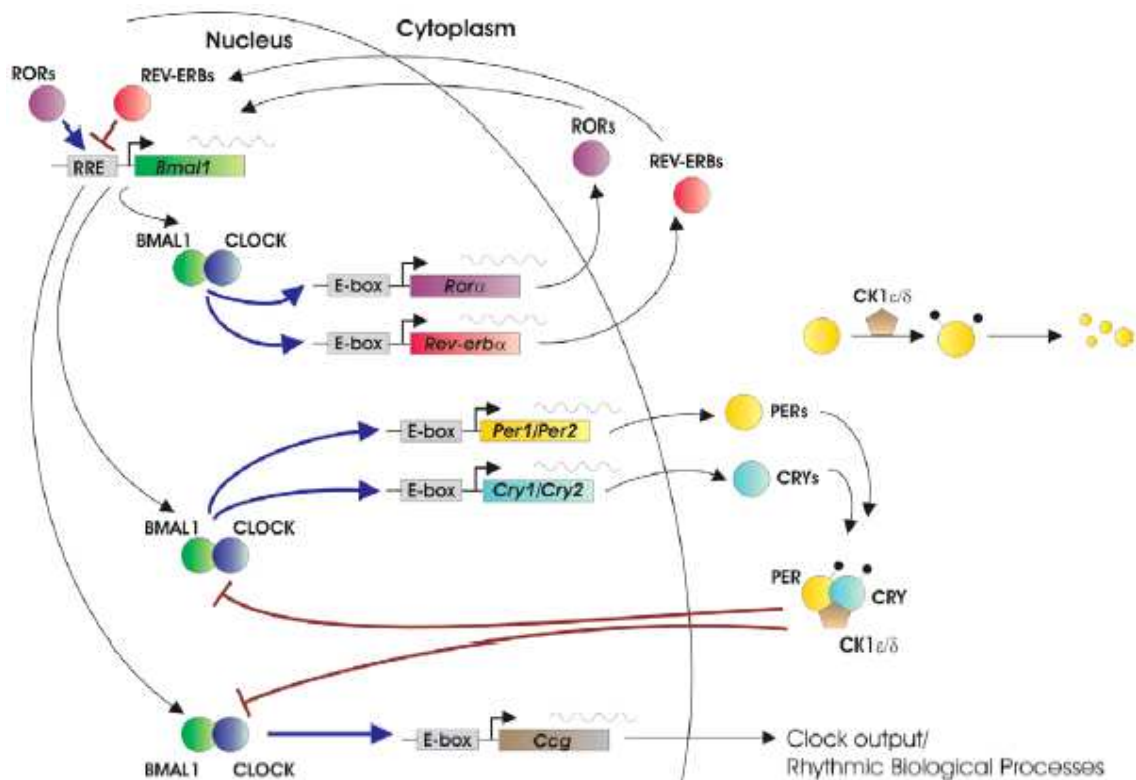 Nucleus
Cytoplasm
RORs
REV-ERBs
RRE
Bmal1
RORs
REV-ERBs
BMAL1
CLOCK
E-box
Rorα
E-box
Rev-erbα
CK1ε/δ
E-box
Per1/Per2
PERs
E-box
Cry1/Cry2
CRYs
BMAL1
CLOCK
PER
CRY
CK1ε/δ
E-box
Ccg
BMAL1
CLOCK
Clock output/
Rhythmic Biological Processes